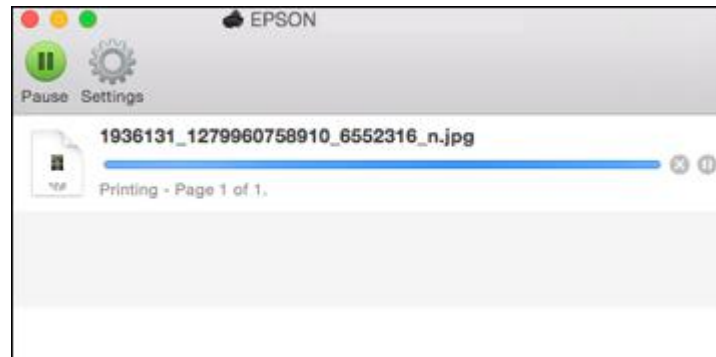 EPSON
Pause Settings
1936131_1279960758910_6552316_n.jpg
Printing - Page 1 of 1.